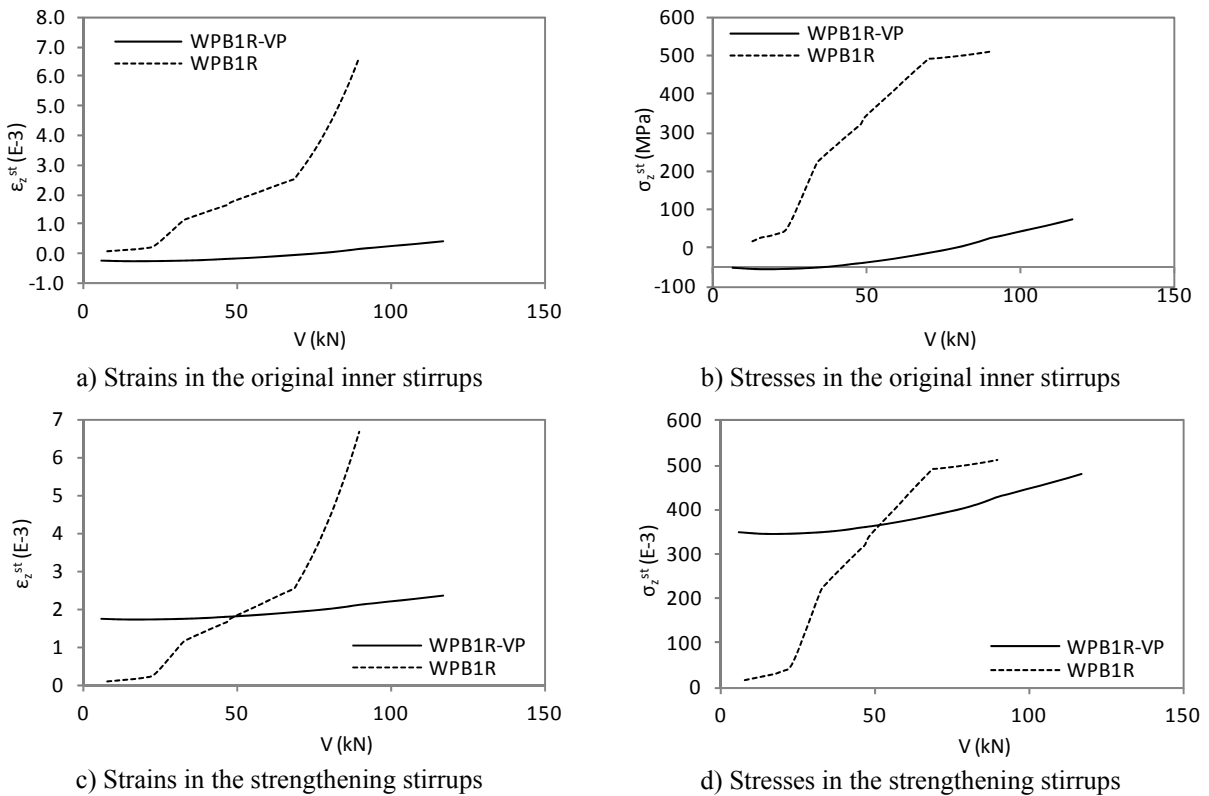 8.0
7.0
6.0
5.0
4.0
3.0
2.0
1.0
0.0
-1.0
0 50 100 150
ε_z^st (E-3)
V (kN)
WPB1R-VP
WPB1R
a) Strains in the original inner stirrups
600
500
400
300
200
100
0
-100
0 50 100 150
σ_z^st (MPa)
V (kN)
WPB1R-VP
WPB1R
b) Stresses in the original inner stirrups
7
6
5
4
3
2
1
0
0 50 100 150
ε_z^st (E-3)
V (kN)
WPB1R-VP
WPB1R
c) Strains in the strengthening stirrups
600
500
400
300
200
100
0
0 50 100 150
σ_z^st (E-3)
V (kN)
WPB1R-VP
WPB1R
d) Stresses in the strengthening stirrups